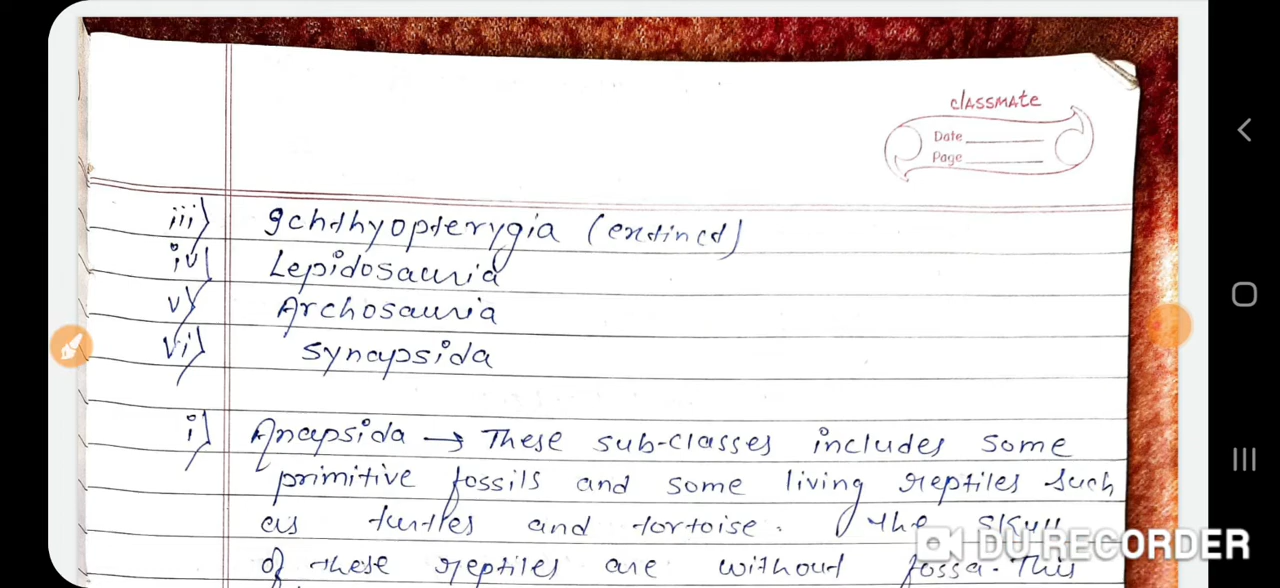 classmate
Date
Page
iii) Ichthyopterygia (extinct)
iv) Lepidosauria
v) Archosauria
vi) Synapsida
i) Anapsida → These sub-classes includes some
primitive fossils and some living reptiles such
as turtles and tortoise. The skull
of these reptiles are without fossa. This
DU RECORDER